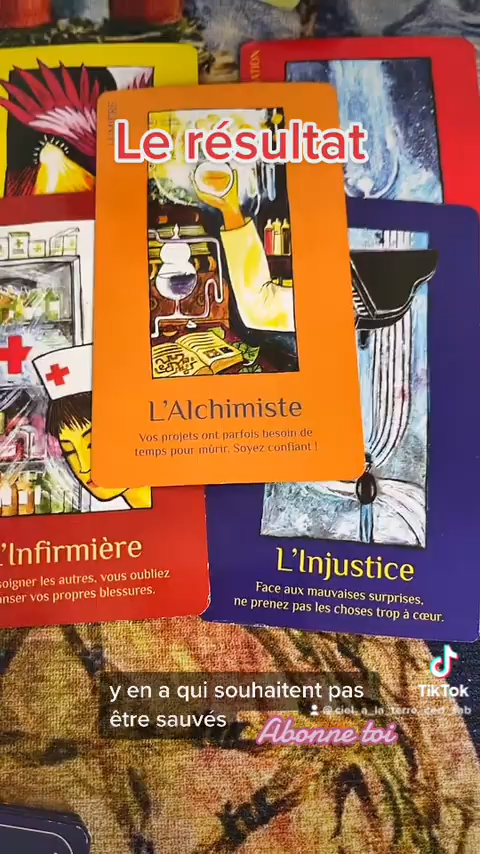 Le résultat
L'Alchimiste
Vos projets ont parfois besoin de
temps pour mûrir. Soyez confiant !
L'Infirmière
soigner les autres, vous oubliez
vos propres blessures.
L'Injustice
Face aux mauvaises surprises,
ne prenez pas les choses trop à cœur.
y en a qui souhaitent pas
être sauvés
Abonne toi
TikTok